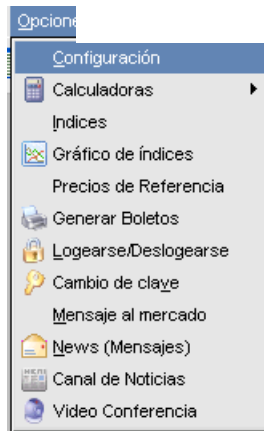 Opcione
Configuración
Calculadoras
Indices
Gráfico de índices
Precios de Referencia
Generar Boletos
Logearse/Deslogearse
Cambio de clave
Mensaje al mercado
News (Mensajes)
Canal de Noticias
Video Conferencia